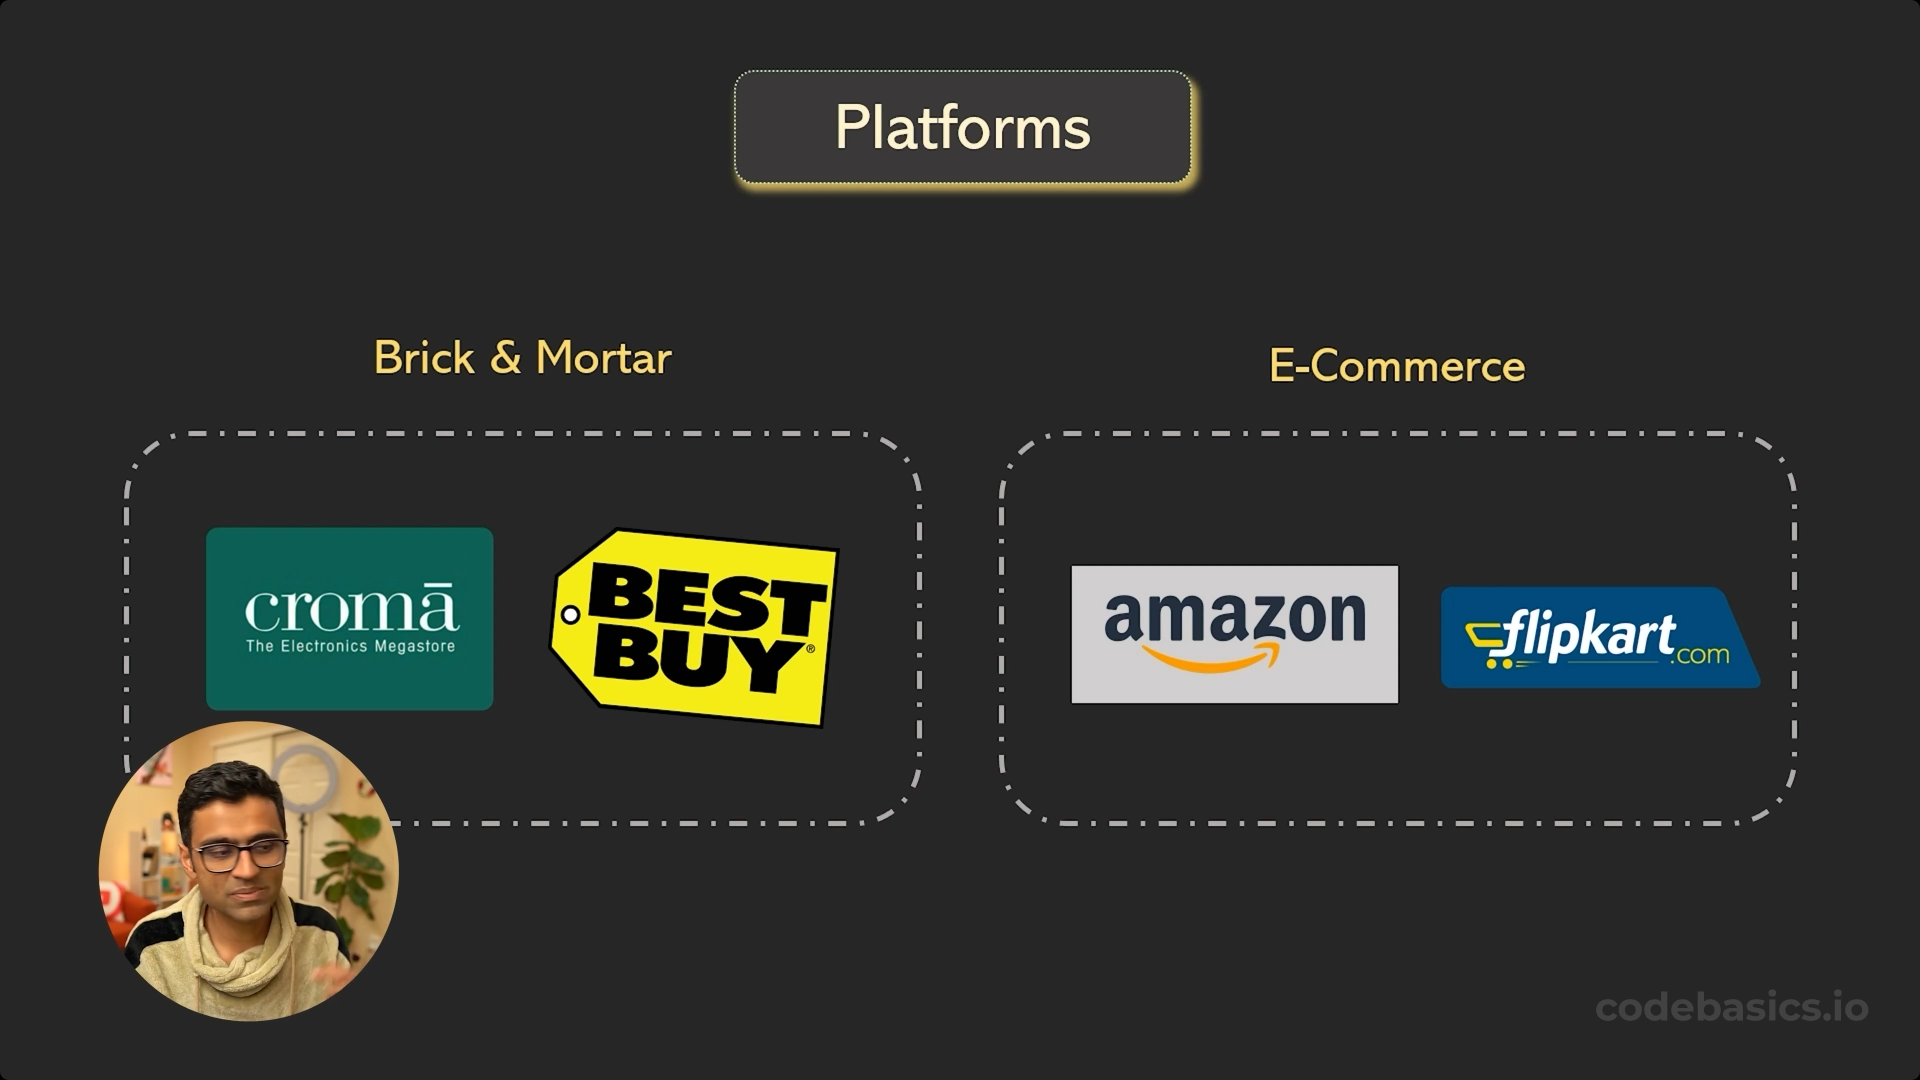 Platforms
Brick & Mortar
E-Commerce
cromā
The Electronics Megastore
BEST
BUY®
amazon
flipkart
.com
codebasics.io